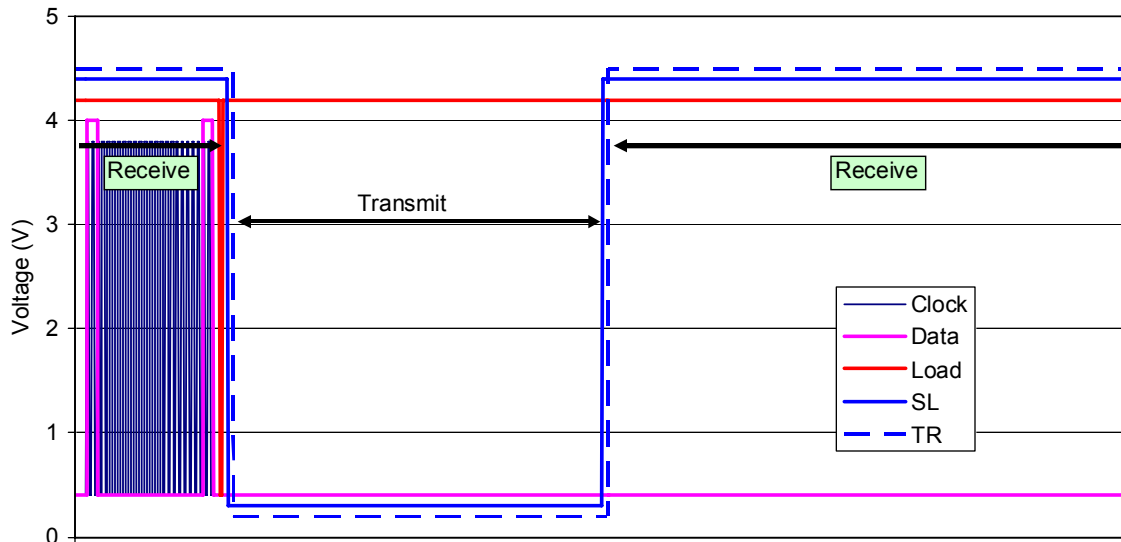 5
4
Receive
Receive
Transmit
3
Voltage (V)
Clock
Data
Load
SL
TR
2
1
0